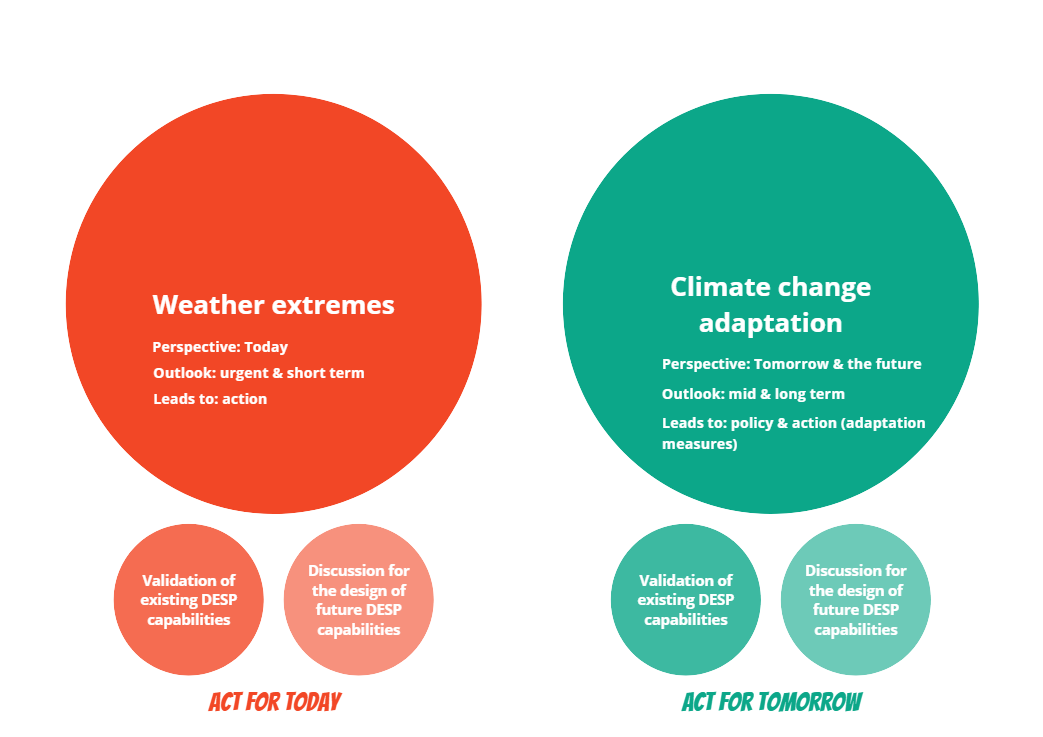 Weather extremes
Perspective: Today
Outlook: urgent & short term
Leads to: action
Validation of
existing DESP
capabilities
Discussion for
the design of
future DESP
capabilities
ACT FOR TODAY
Climate change
adaptation
Perspective: Tomorrow & the future
Outlook: mid & long term
Leads to: policy & action (adaptation
measures)
Validation of
existing DESP
capabilities
Discussion for
the design of
future DESP
capabilities
ACT FOR TOMORROW